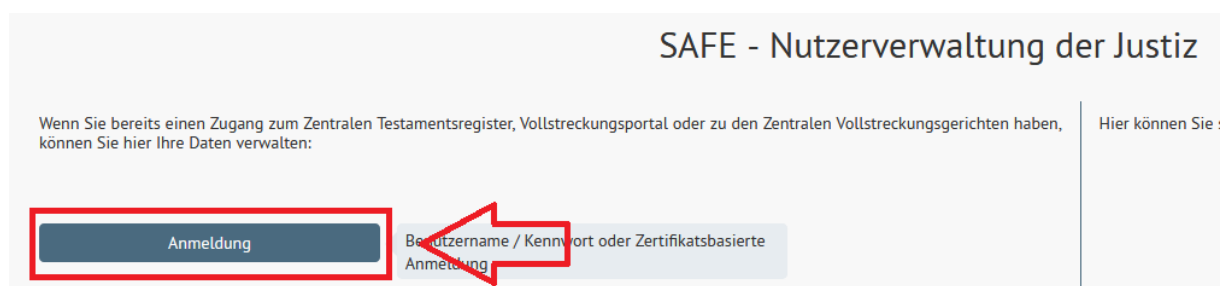 SAFE - Nutzerverwaltung der Justiz
Wenn Sie bereits einen Zugang zum Zentralen Testamentsregister, Vollstreckungsportal oder zu den Zentralen Vollstreckungsgerichten haben,
können Sie hier Ihre Daten verwalten:
Hier können Sie
Anmeldung
Benutzername / Kennwort oder Zertifikatsbasierte
Anmeldung